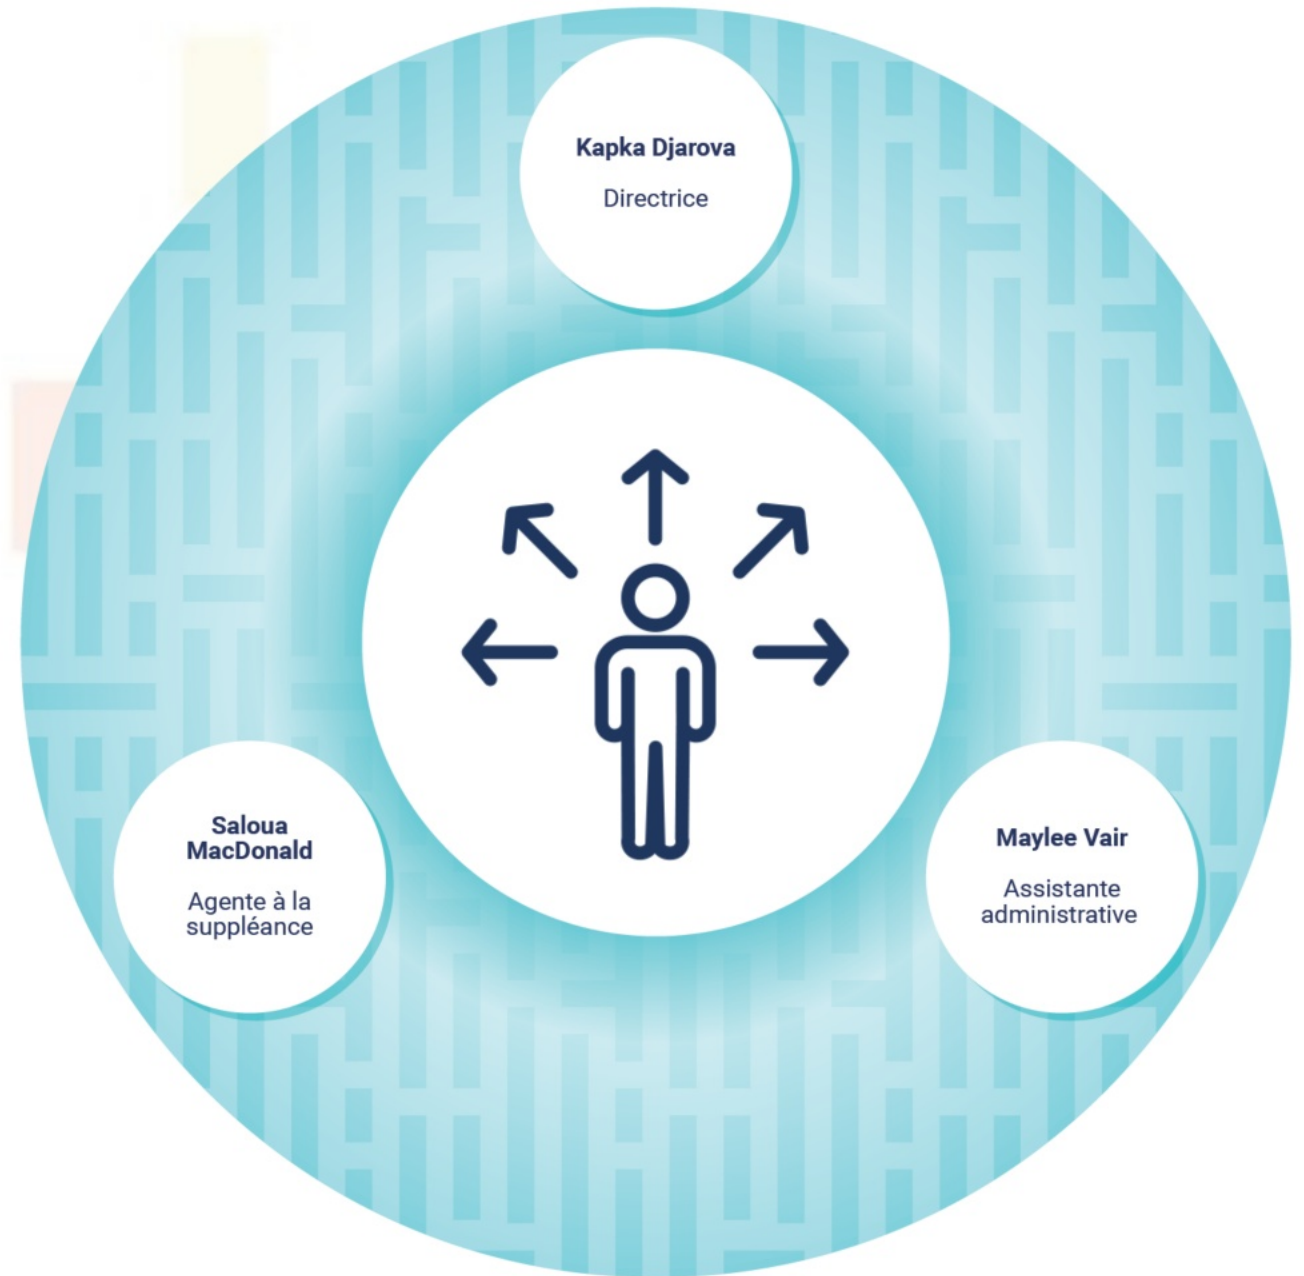 Kapka Djarova
Directrice
Saloua
MacDonald
Agente à la
suppléance
Maylee Vair
Assistante
administrative